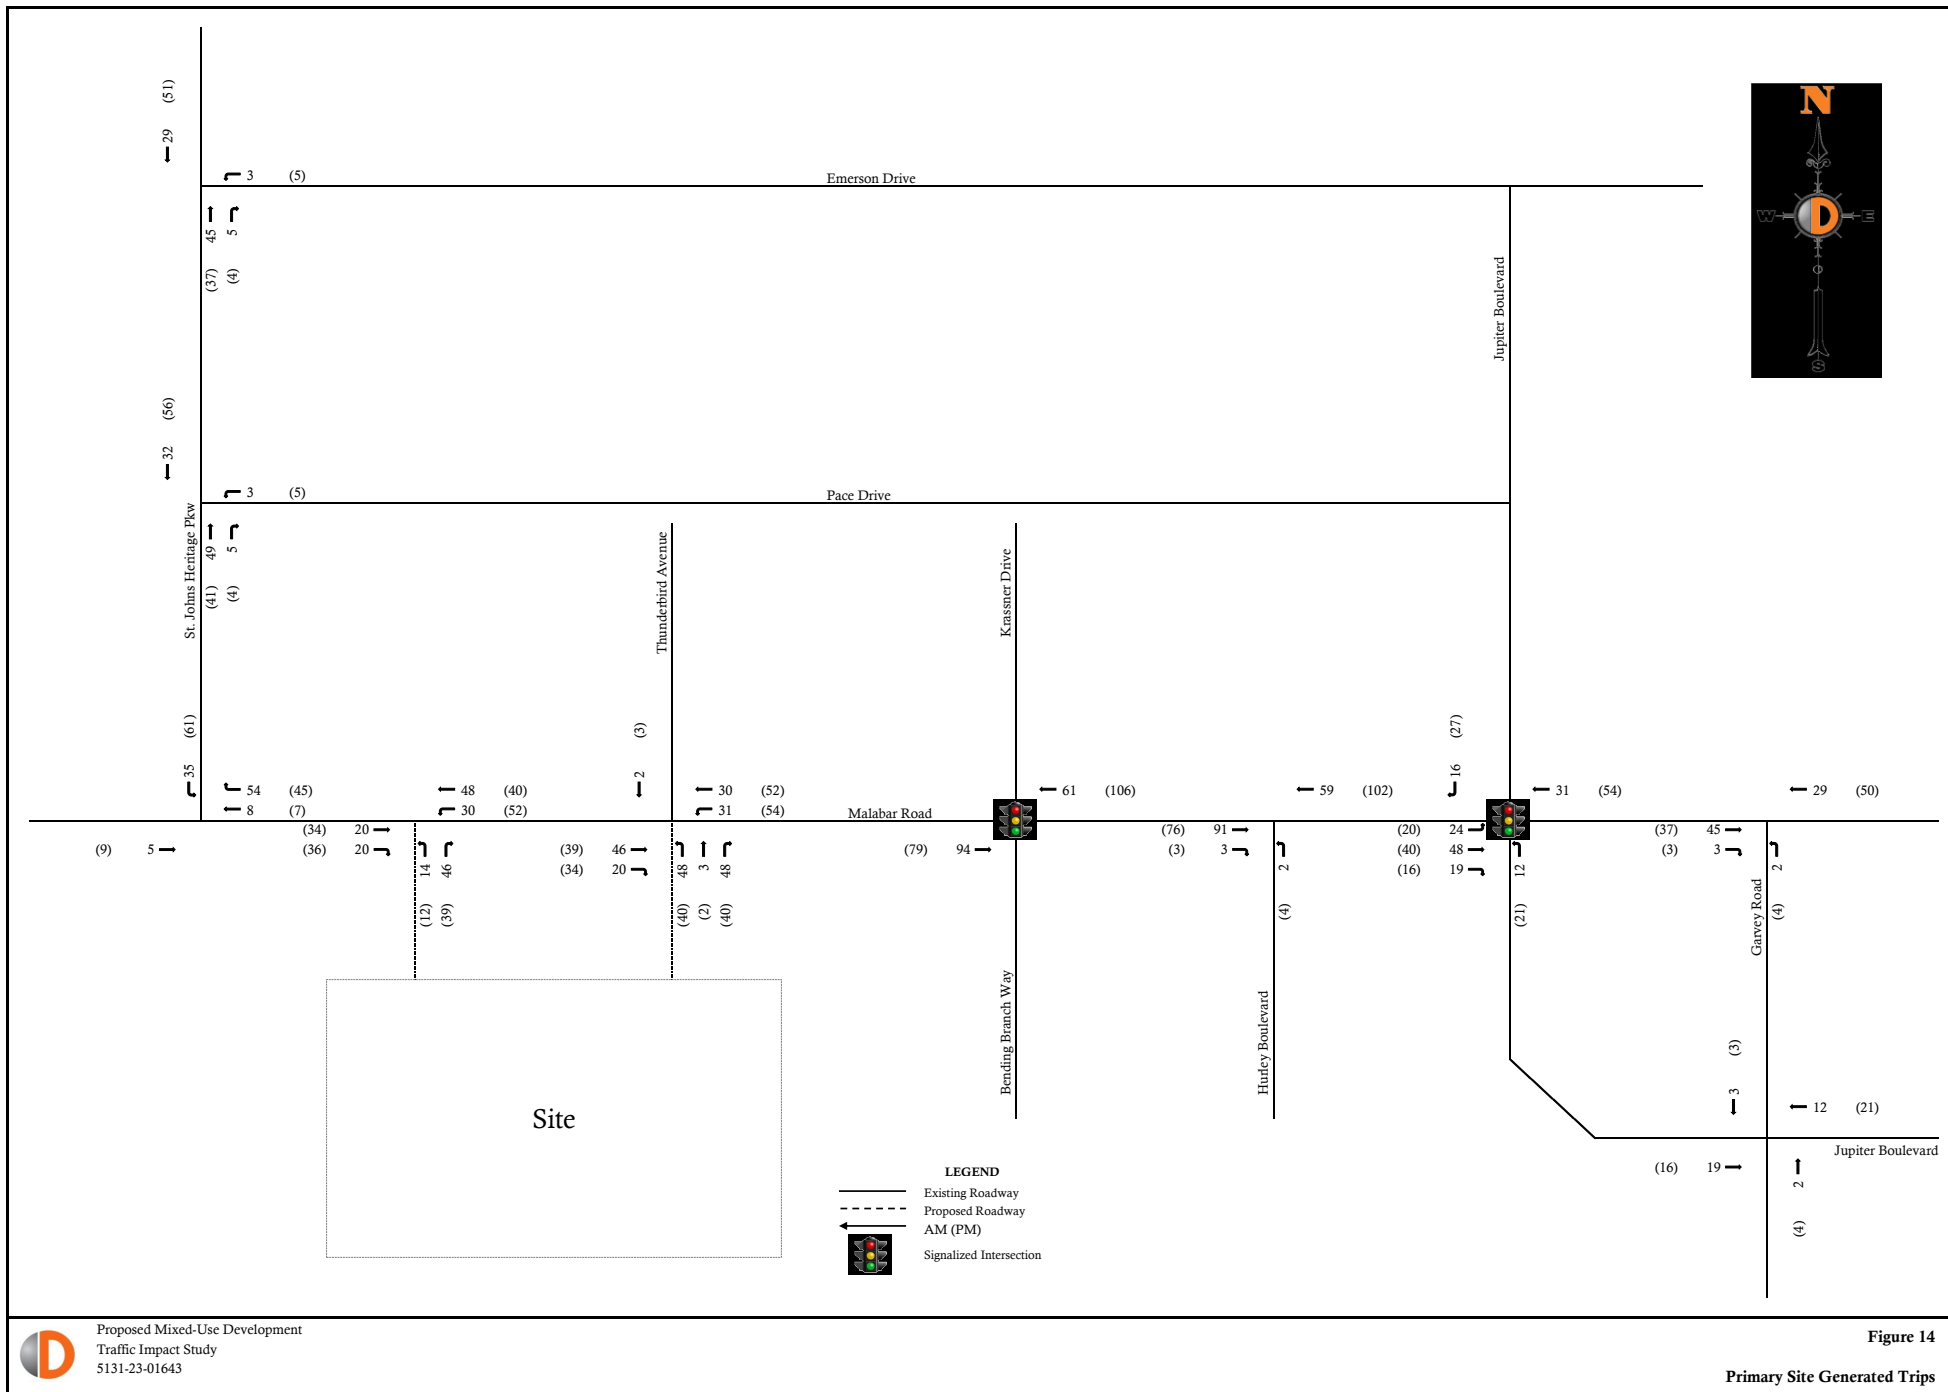 N
W
D
E
S
(51)
29
3 (5)
Emerson Drive
45 5
(37) (4)
Jupiter Boulevard
(56)
32
3 (5)
Pace Drive
St. Johns Heritage Pkw
49 5
(41) (4)
Thunderbird Avenue
Krassner Drive
(61)
35
(3)
2
(27)
16
54 (45)
8 (7)
48 (40)
30 (52)
30 (52)
31 (54)
Malabar Road
61 (106)
59 (102)
31 (54)
29 (50)
(9) 5
(34) 20
(36) 20
14 46
(12) (39)
(39) 46
(34) 20
48 3 48
(40) (2) (40)
(79) 94
(76) 91
(3) 3
2
(4)
(20) 24
(40) 48
(16) 19
12
(21)
(37) 45
(3) 3
2
(4)
Garvey Road
Bending Branch Way
Hurley Boulevard
(3)
3
12 (21)
Jupiter Boulevard
(16) 19
2
(4)
Site
LEGEND
Existing Roadway
Proposed Roadway
AM (PM)
Signalized Intersection
D
Proposed Mixed-Use Development
Traffic Impact Study
5131-23-01643
Figure 14
Primary Site Generated Trips